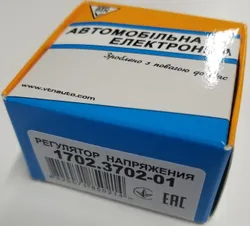 АВТОМОБІЛЬНА
ЕЛЕКТРОНІКА
Зроблено з повагою до Вас
www.vtnauto.com
РЕГУЛЯТОР НАПРЯЖЕНИЯ
1702.3702-01
EAC